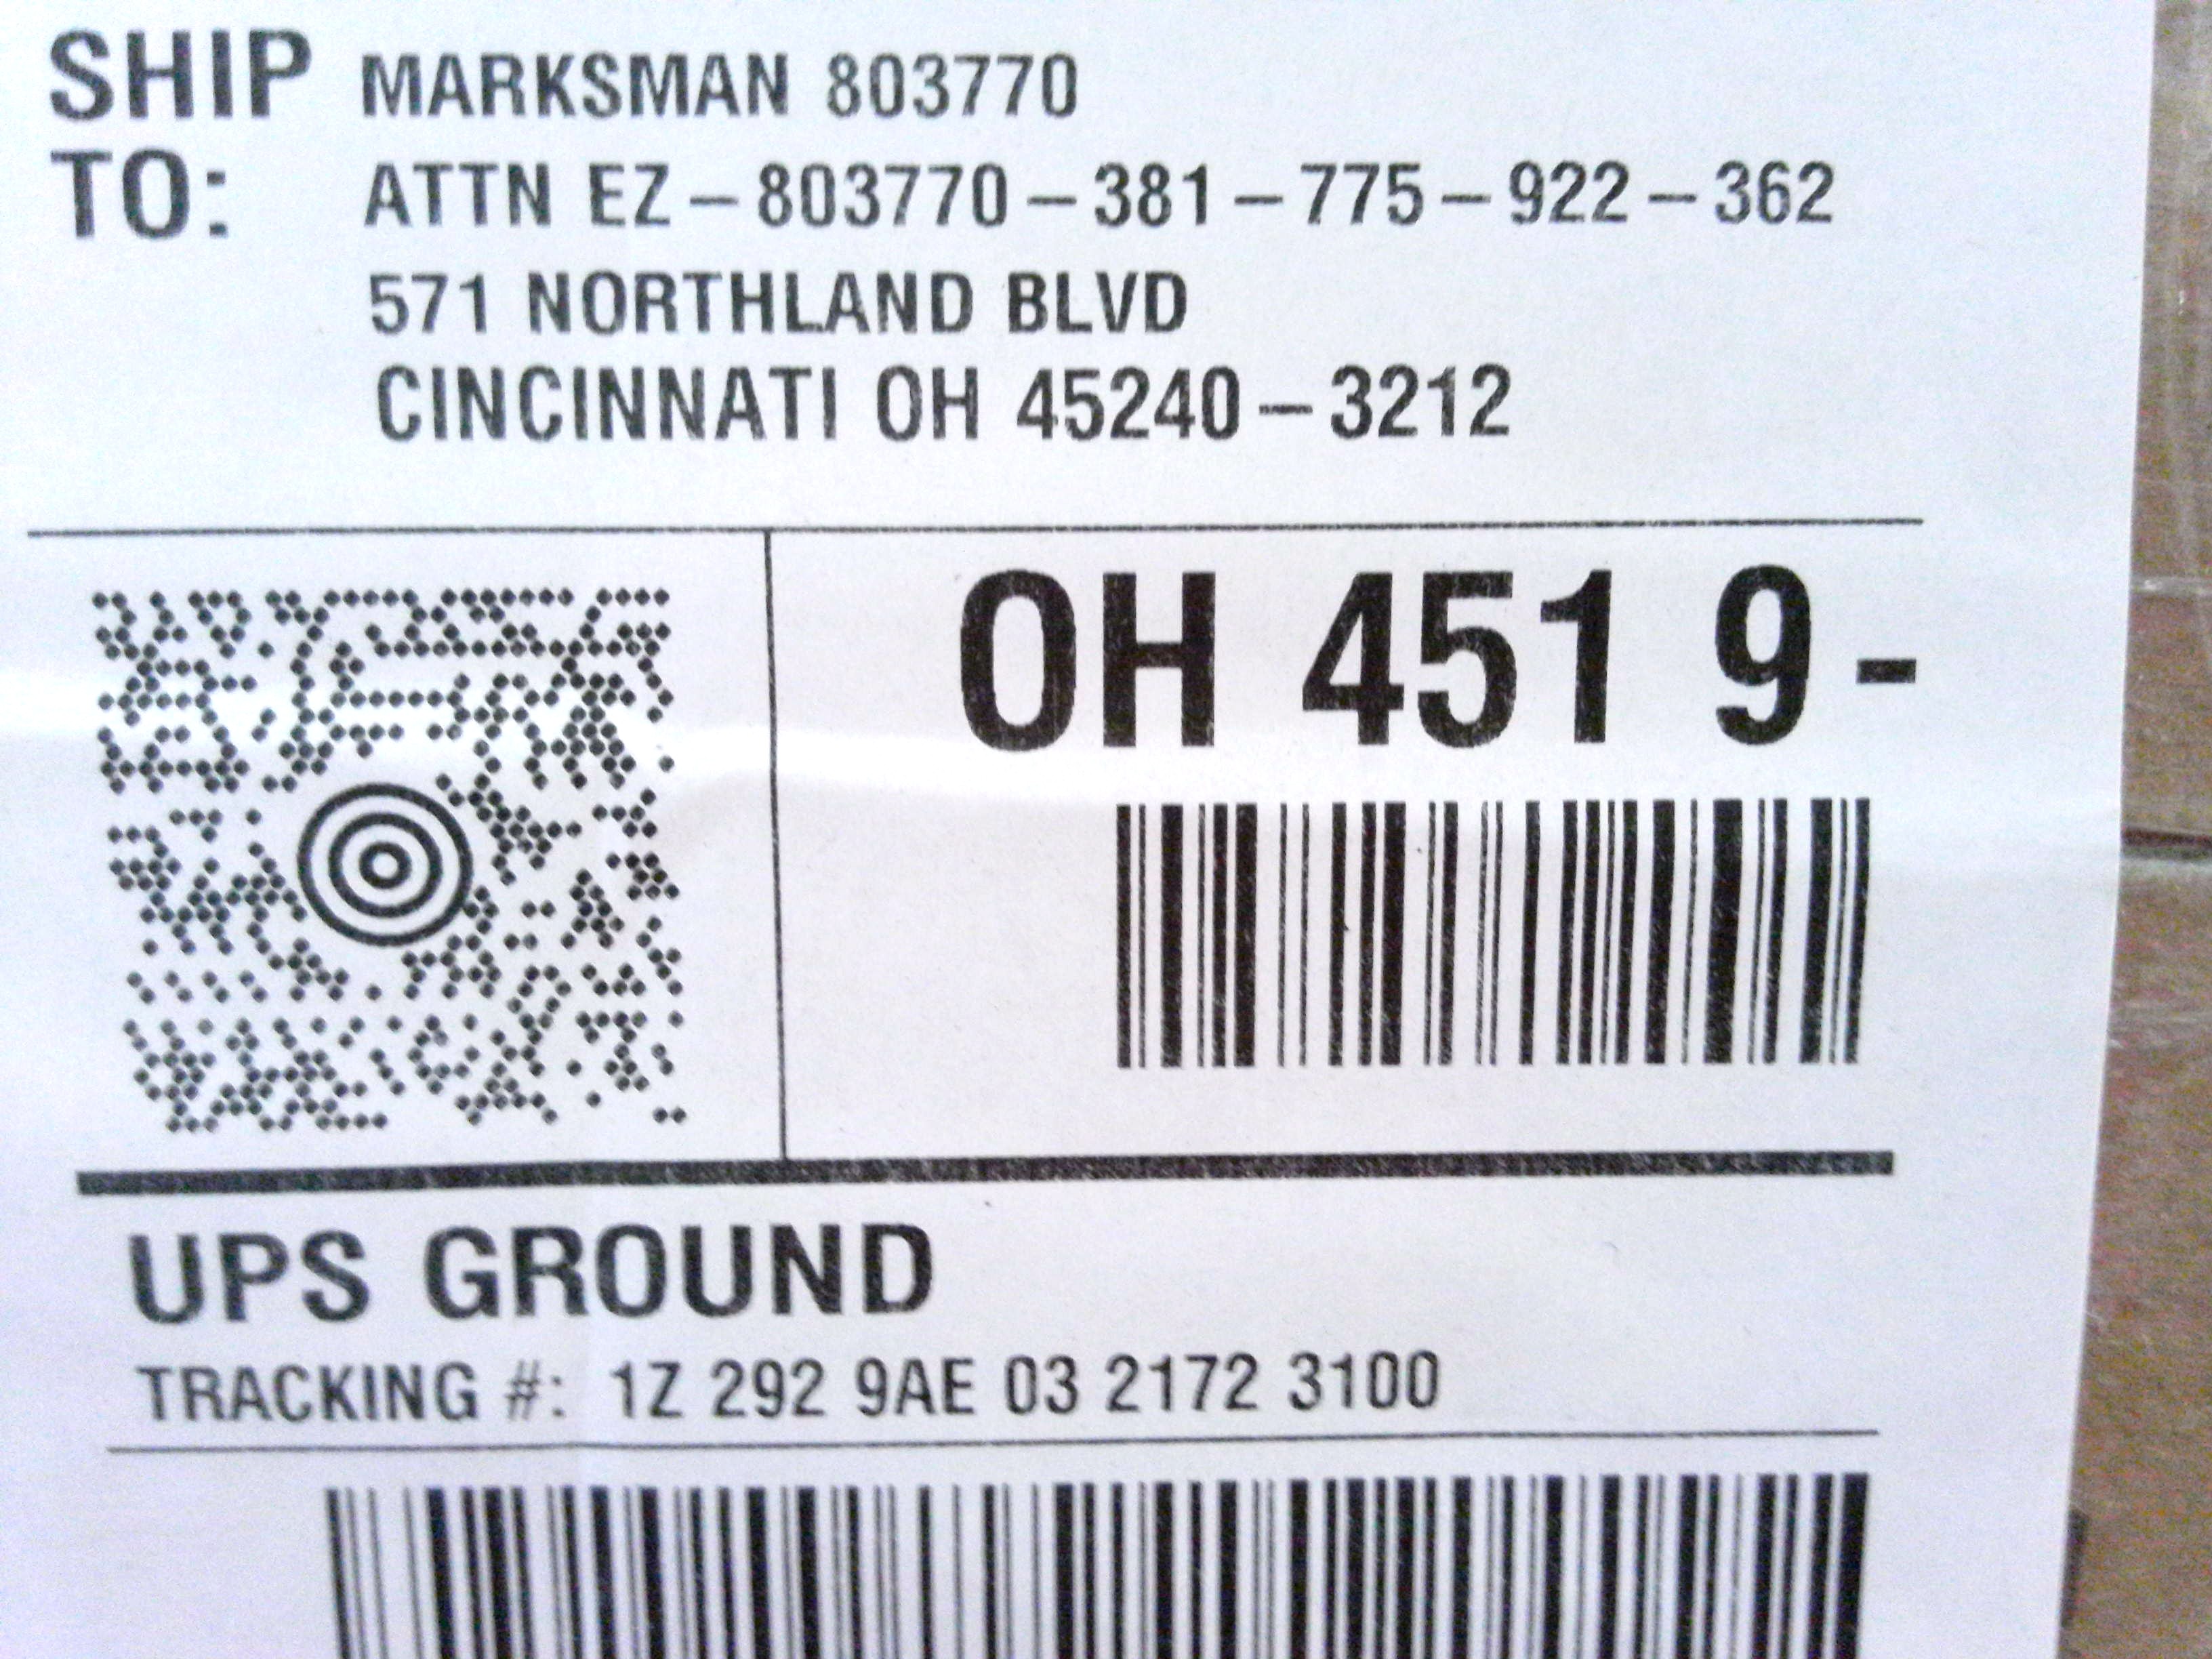 SHIP TO: MARKSMAN 803770
ATTN EZ-803770-381-775-922-362
571 NORTHLAND BLVD
CINCINNATI OH 45240-3212
OH 451 9-
UPS GROUND
TRACKING #: 1Z 292 9AE 03 2172 3100